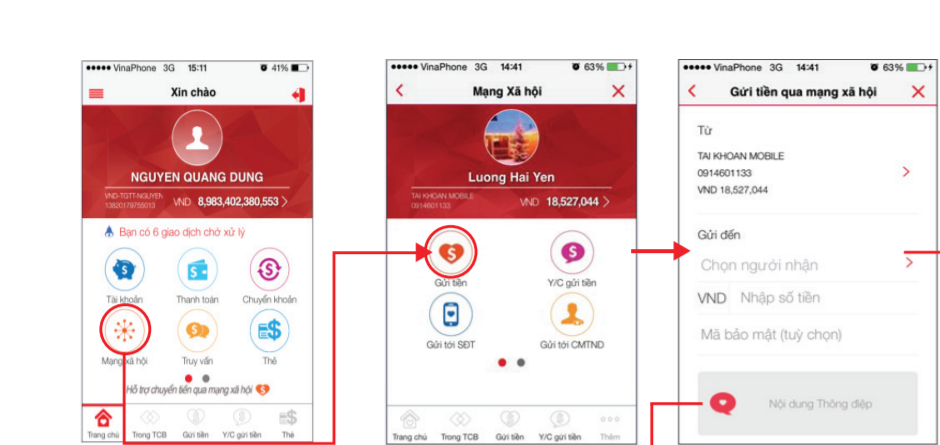 VinaPhone 3G 15:11 41%
Xin chào
NGUYEN QUANG DUNG
VND-TGTT-NGUYEN
13820179755013
VND 8,983,402,380,553
Bạn có 6 giao dịch chờ xử lý
Tài khoản Thanh toán Chuyển khoản
Mạng xã hội Truy vấn Thẻ
Hỗ trợ chuyển tiền qua mạng xã hội
Trang chủ Trong TCB Gửi tiền Y/C gửi tiền Thẻ
VinaPhone 3G 14:41 63%
Mạng Xã hội
Luong Hai Yen
TAI KHOAN MOBILE
0914601133
VND 18,527,044
Gửi tiền Y/C gửi tiền
Gửi tới SĐT Gửi tới CMTND
Trang chủ Trong TCB Gửi tiền Y/C gửi tiền Thêm
VinaPhone 3G 14:41 63%
Gửi tiền qua mạng xã hội
Từ
TAI KHOAN MOBILE
0914601133
VND 18,527,044
Gửi đến
Chọn người nhận
VND Nhập số tiền
Mã bảo mật (tuỳ chọn)
Nội dung Thông điệp